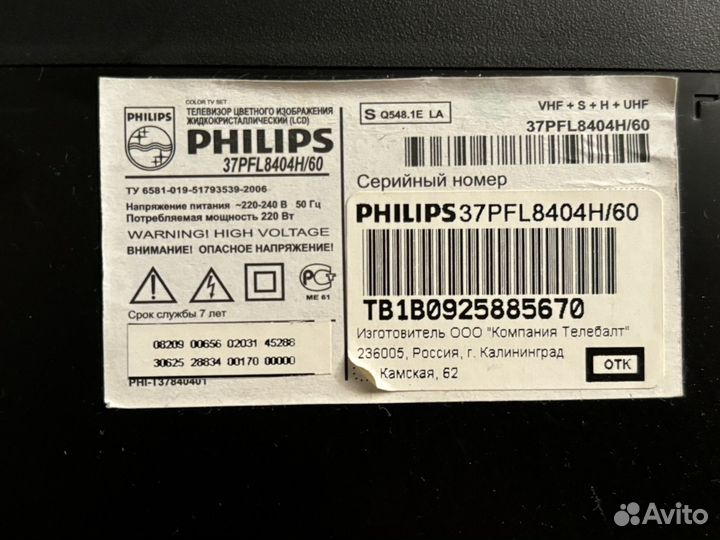 COLOR TV SET
ТЕЛЕВИЗОР ЦВЕТНОГО ИЗОБРАЖЕНИЯ
ЖИДКОКРИСТАЛЛИЧЕСКИЙ (LCD)
PHILIPS
PHILIPS
37PFL8404H/60
ТУ 6581-019-51793539-2006
Напряжение питания ~220-240 В 50 Гц
Потребляемая мощность 220 Вт
WARNING! HIGH VOLTAGE
ВНИМАНИЕ! ОПАСНОЕ НАПРЯЖЕНИЕ!
МЕ 61
Срок службы 7 лет
08209 00656 02031 45288
30625 28834 00170 00000
PHI-T37840401
S Q548.1E LA
VHF + S + H + UHF
37PFL8404H/60
Серийный номер
PHILIPS 37PFL8404H/60
TB1B0925885670
Изготовитель ООО "Компания Телебалт"
236005, Россия, г. Калининград
Камская, 62
ОТК
Avito